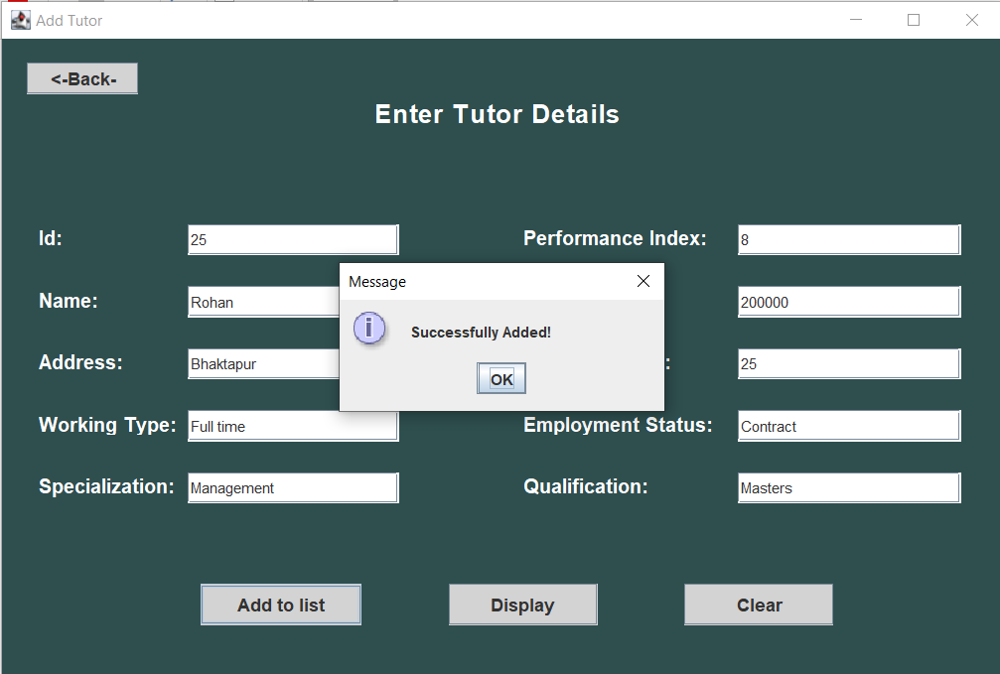 Add Tutor
<-Back-
Enter Tutor Details
Id: 25 Performance Index: 8
Name: Rohan 200000
Message
Successfully Added!
OK
Address: Bhaktapur : 25
Working Type: Full time Employment Status: Contract
Specialization: Management Qualification: Masters
Add to list Display Clear